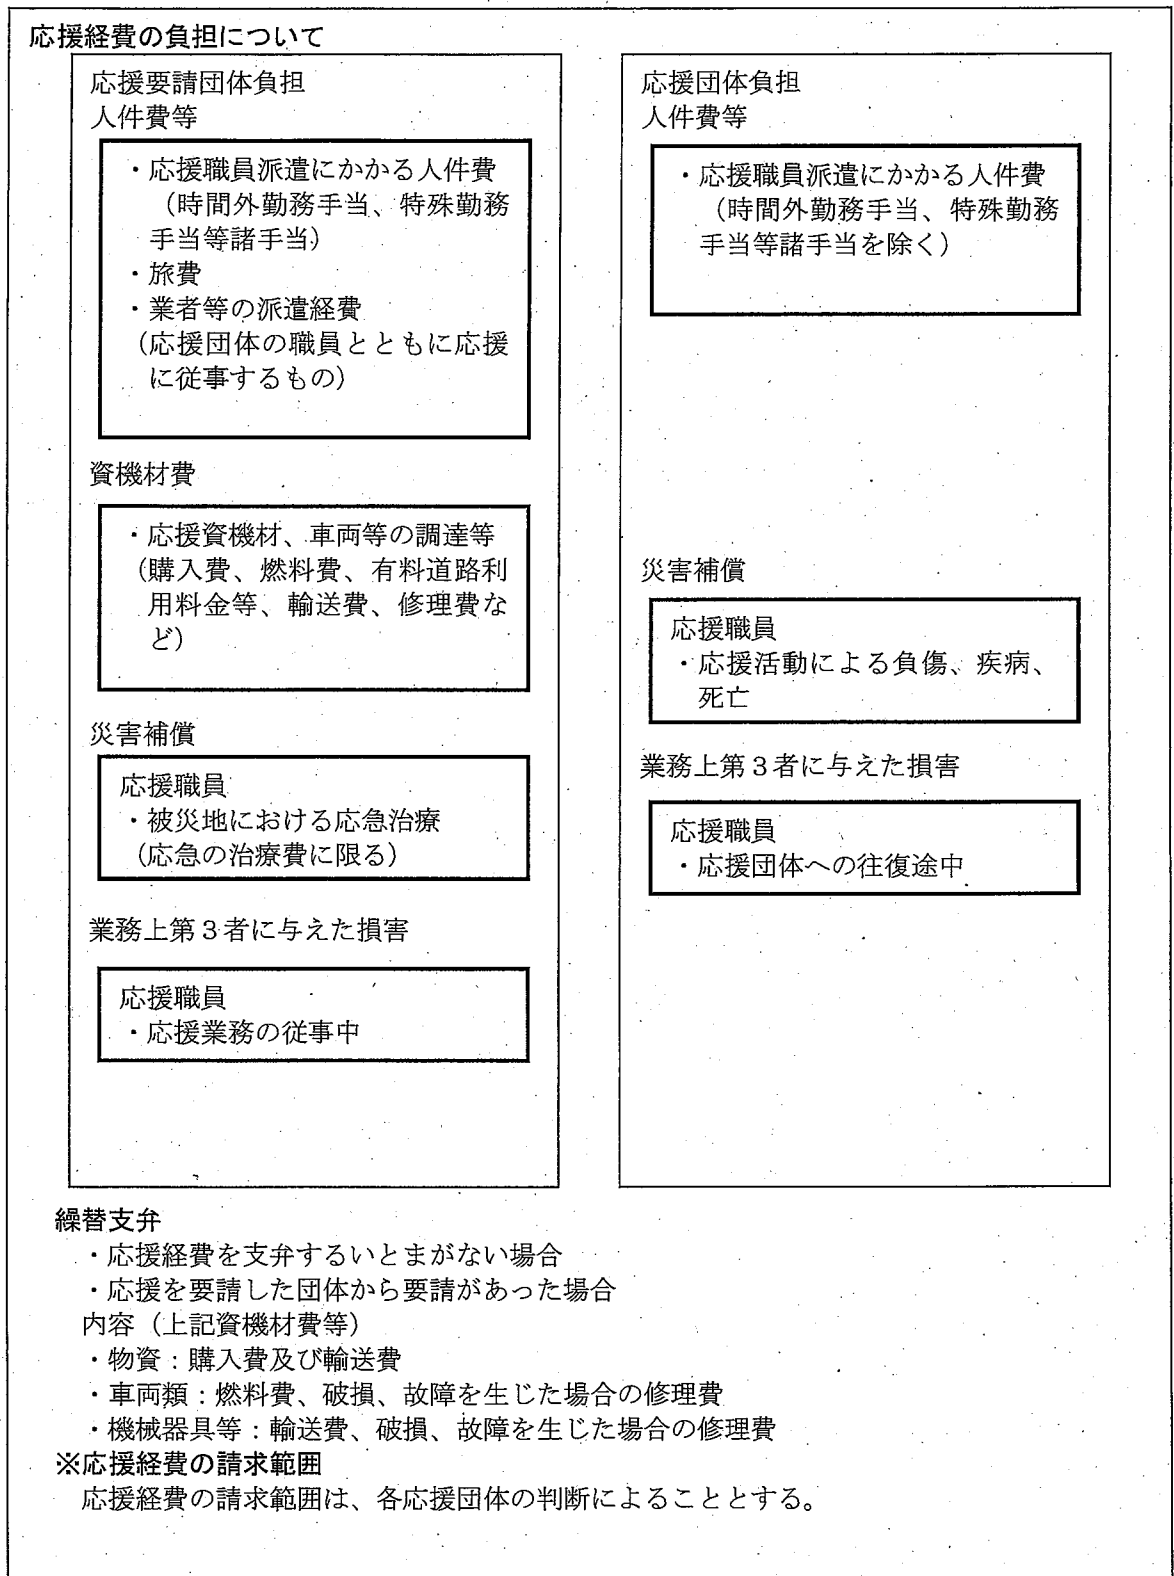 応援経費の負担について
応援要請団体負担
人件費等
・応援職員派遣にかかる人件費
（時間外勤務手当、特殊勤務
手当等諸手当）
・旅費
・業者等の派遣経費
（応援団体の職員とともに応援
に従事するもの）
資機材費
・応援資機材、車両等の調達等
（購入費、燃料費、有料道路利
用料金等、輸送費、修理費な
ど）
災害補償
応援職員
・被災地における応急治療
（応急の治療費に限る）
業務上第３者に与えた損害
応援職員
・応援業務の従事中
応援団体負担
人件費等
・応援職員派遣にかかる人件費
（時間外勤務手当、特殊勤務
手当等諸手当を除く）
災害補償
応援職員
・応援活動による負傷、疾病、
死亡
業務上第３者に与えた損害
応援職員
・応援団体への往復途中
繰替支弁
・応援経費を支弁するいとまがない場合
・応援を要請した団体から要請があった場合
内容（上記資機材費等）
・物資：購入費及び輸送費
・車両類：燃料費、破損、故障を生じた場合の修理費
・機械器具等：輸送費、破損、故障を生じた場合の修理費
※応援経費の請求範囲
応援経費の請求範囲は、各応援団体の判断によることとする。